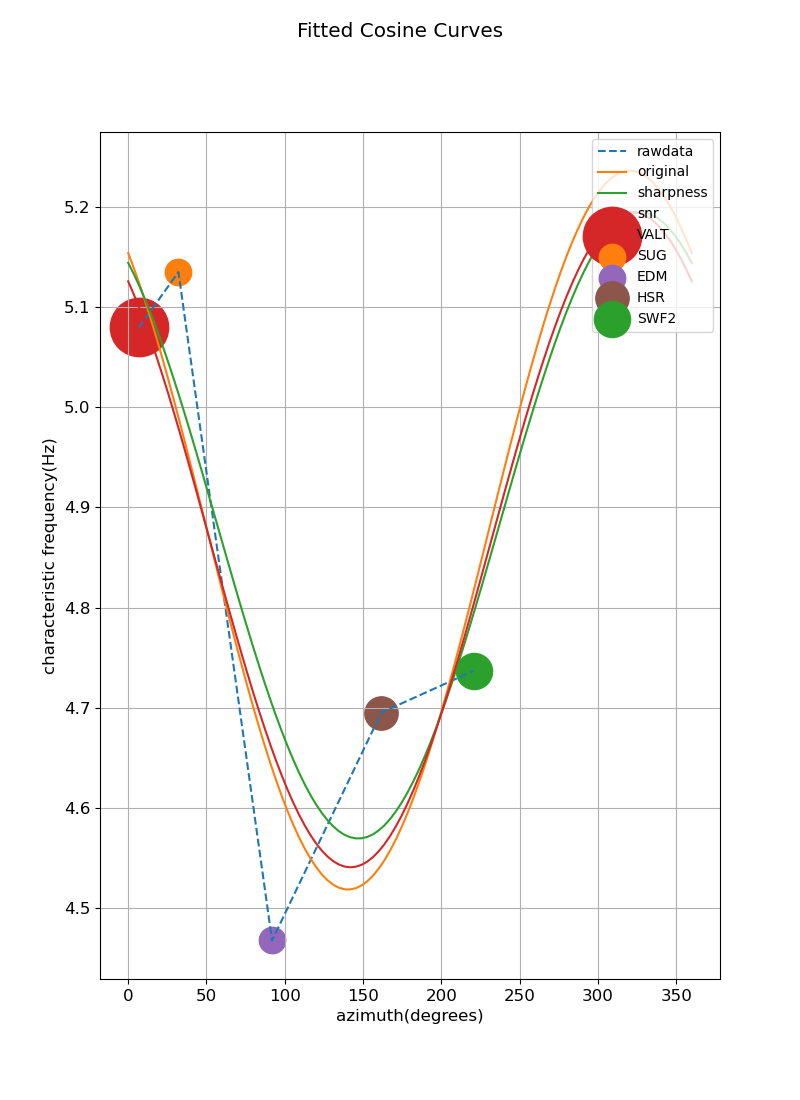 Fitted Cosine Curves
rawdata
original
sharpness
snr
VALT
SUG
EDM
HSR
SWF2
5.2
5.1
5.0
4.9
4.8
4.7
4.6
4.5
characteristic frequency(Hz)
0 50 100 150 200 250 300 350
azimuth(degrees)